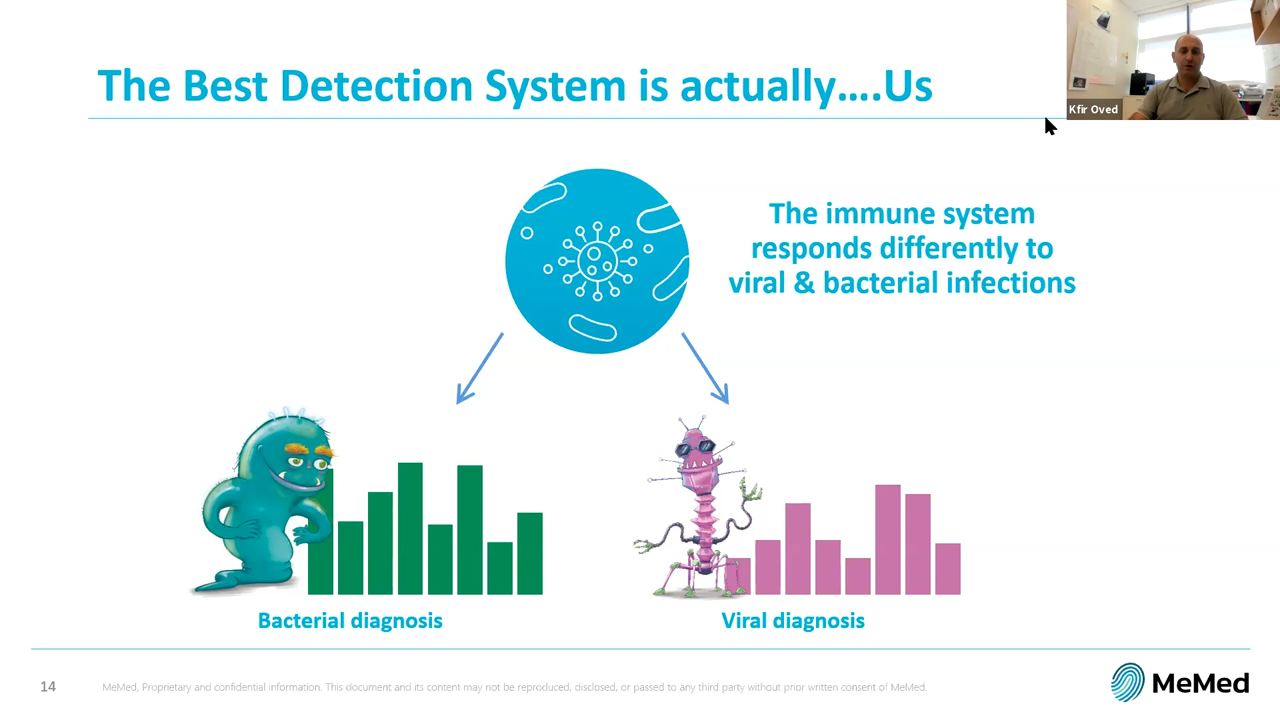 The Best Detection System is actually....Us
Kfir Oved
The immune system
responds differently to
viral & bacterial infections
Bacterial diagnosis
Viral diagnosis
14
MeMed, Proprietary and confidential information. This document and its content may not be reproduced, disclosed, or passed to any third party without prior written consent of MeMed.
MeMed